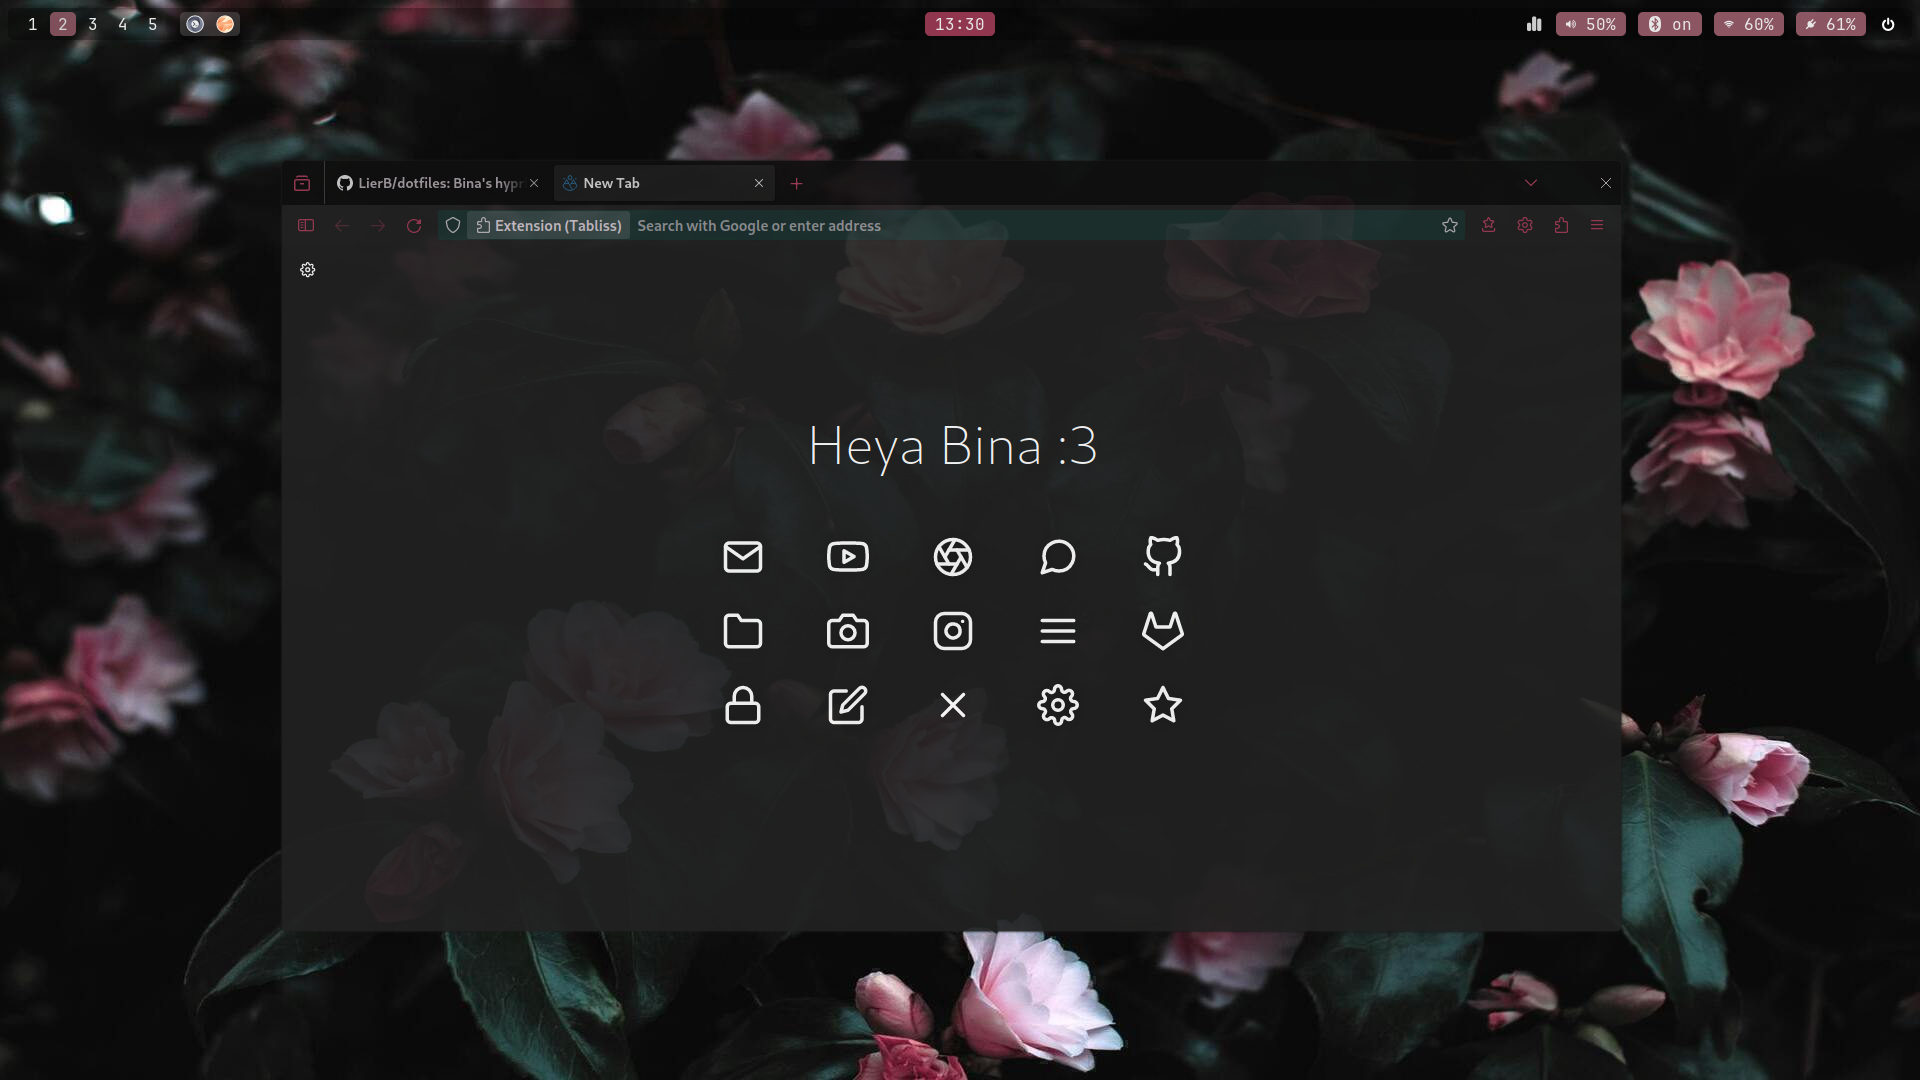 1 2 3 4 5
13:30
50% on 60% 61%
LierB/dotfiles: Bina's hypr
New Tab
Extension (Tabliss) Search with Google or enter address
Heya Bina :3